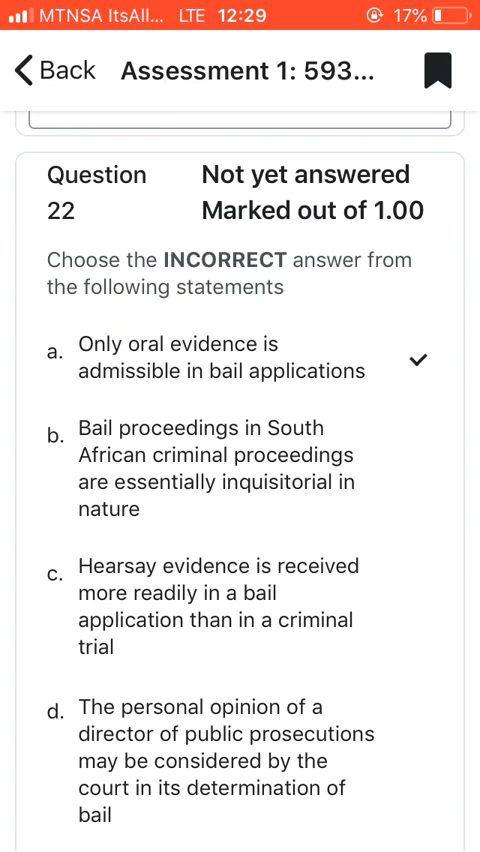 MTNSA ItsAll... LTE 12:29 17%
Back Assessment 1: 593...
Question Not yet answered
22 Marked out of 1.00
Choose the INCORRECT answer from
the following statements
a. Only oral evidence is
admissible in bail applications
b. Bail proceedings in South
African criminal proceedings
are essentially inquisitorial in
nature
c. Hearsay evidence is received
more readily in a bail
application than in a criminal
trial
d. The personal opinion of a
director of public prosecutions
may be considered by the
court in its determination of
bail